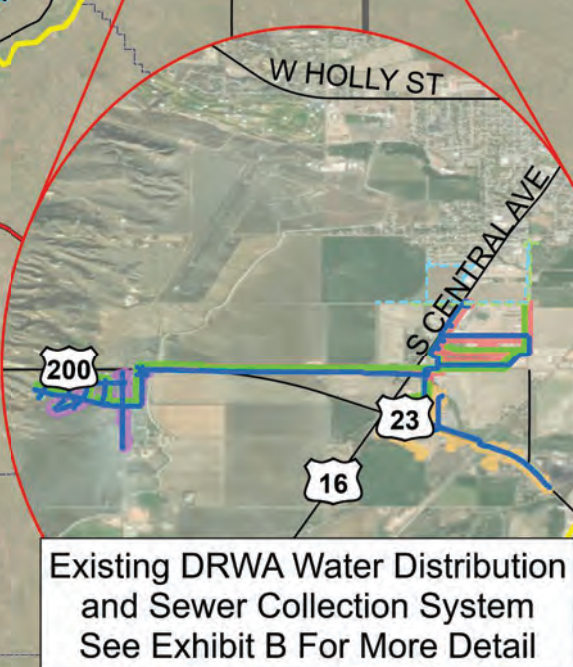 W HOLLY ST
S CENTRAL AVE
200
23
16
Existing DRWA Water Distribution
and Sewer Collection System
See Exhibit B For More Detail